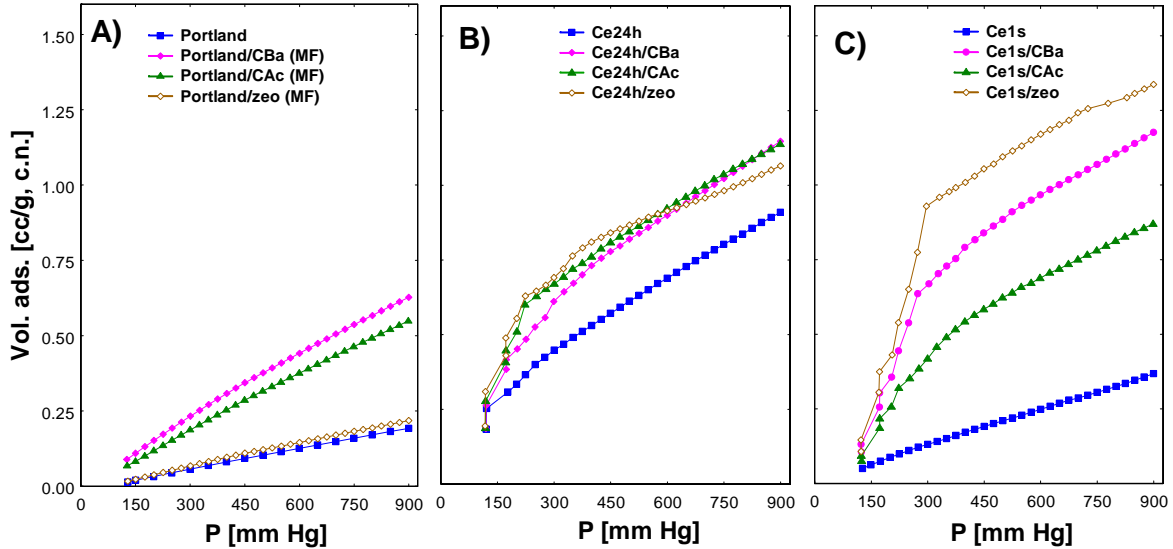 A)
Portland
Portland/CBa (MF)
Portland/CAc (MF)
Portland/zeo (MF)
Vol. ads. [cc/g, c.n.]
1.50
1.25
1.00
0.75
0.50
0.25
0.00
0 150 300 450 600 750 900
P [mm Hg]
B)
Ce24h
Ce24h/CBa
Ce24h/CAc
Ce24h/zeo
0 150 300 450 600 750 900
P [mm Hg]
C)
Ce1s
Ce1s/CBa
Ce1s/CAc
Ce1s/zeo
0 150 300 450 600 750 900
P [mm Hg]